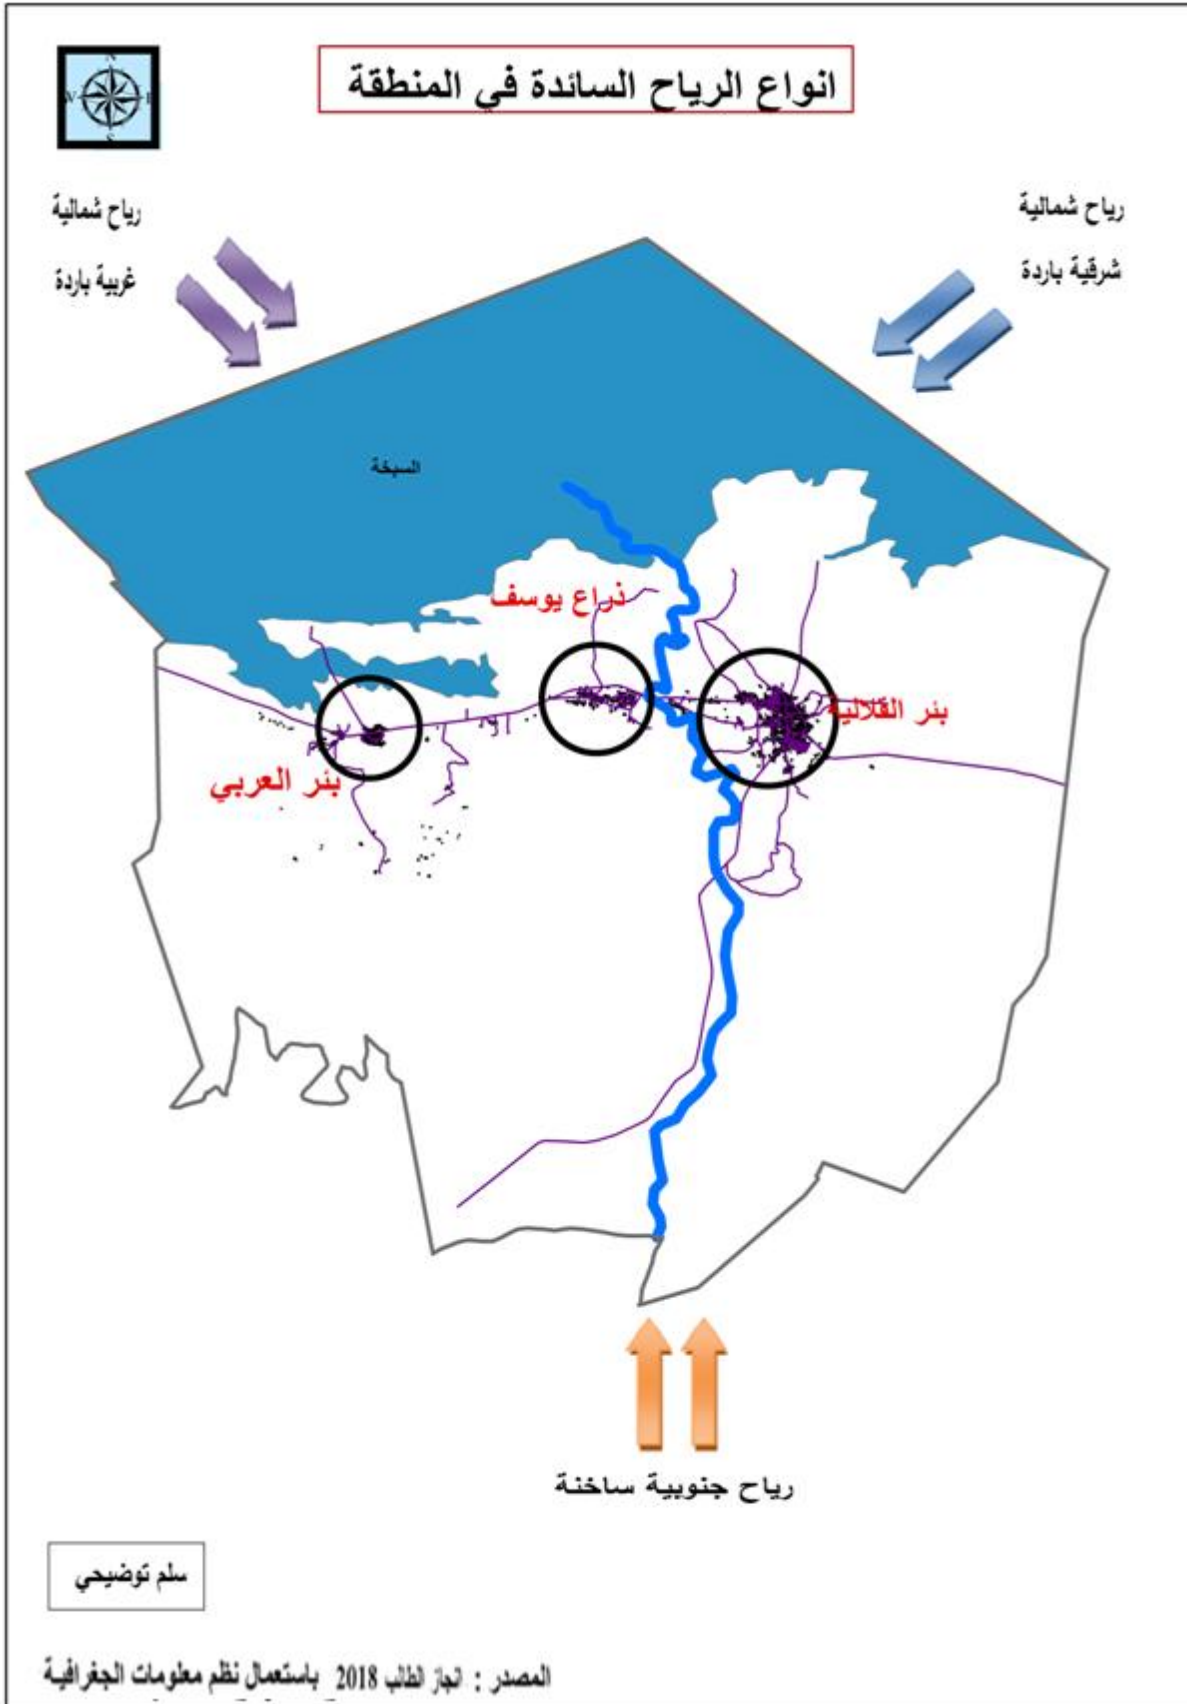 انواع الرياح السائدة في المنطقة
N
W E
S
رياح شمالية
شرقية باردة
رياح شمالية
غربية باردة
السبخة
ذراع يوسف
بئر القلالية
بئر العربي
رياح جنوبية ساخنة
سلم توضيحي
المصدر : انجاز الطالب 2018 باستعمال نظم معلومات الجغرافية